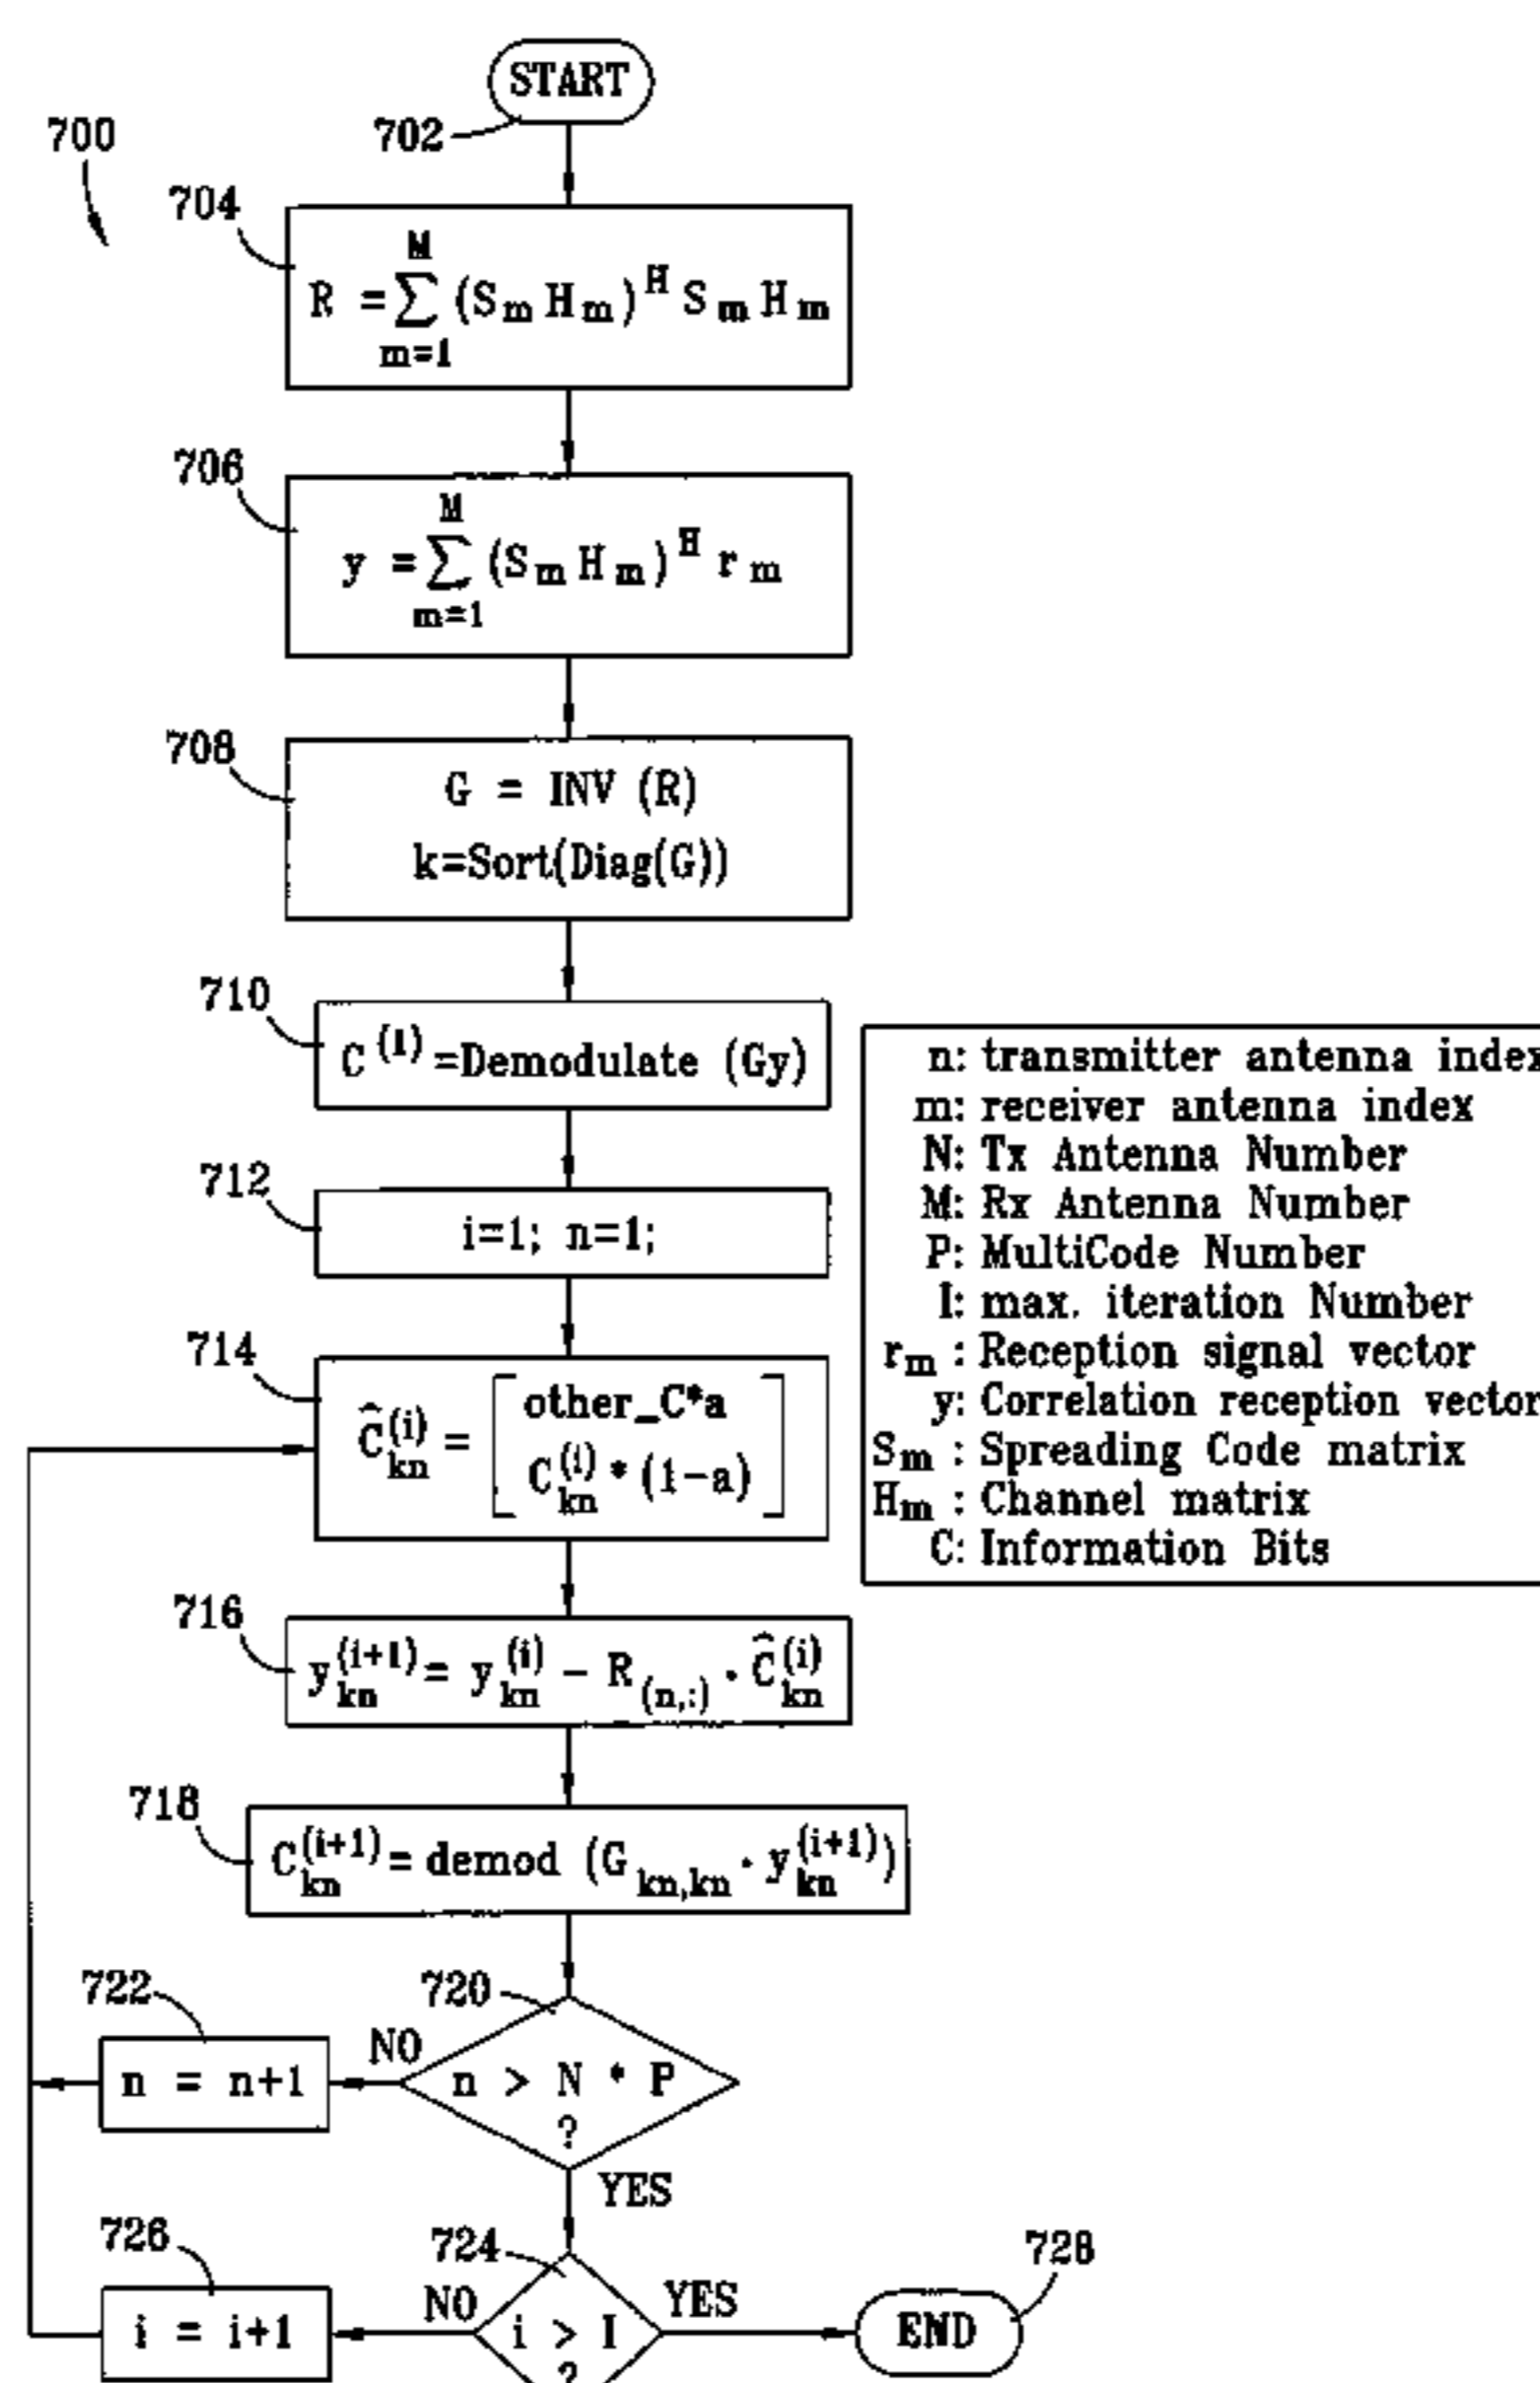 START
702
700
704
R = M ∑ m=1 (S_m H_m)^H S_m H_m
706
y = M ∑ m=1 (S_m H_m)^H r_m
708
G = INV (R)
k=Sort(Diag(G))
710
C^(1) =Demodulate (Gy)
712
i=1; n=1;
714
Ĉ_kn^(i) = [ other_C*a
C_kn^(i) * (1-a) ]
n: transmitter antenna index
m: receiver antenna index
N: Tx Antenna Number
M: Rx Antenna Number
P: MultiCode Number
I: max. iteration Number
r_m : Reception signal vector
y: Correlation reception vector
S_m : Spreading Code matrix
H_m : Channel matrix
C: Information Bits
716
y_kn^(i+1) = y_kn^(i) - R_(n,:) · Ĉ_kn^(i)
718
C_kn^(i+1) = demod (G_kn,kn · y_kn^(i+1))
720
n > N * P
?
NO
722
n = n+1
YES
724
i > I
?
NO
726
i = i+1
YES
728
END